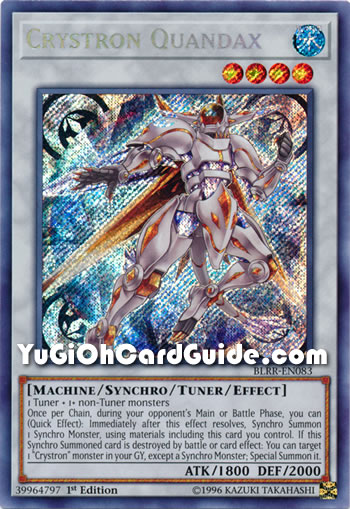 Crystron Quandax
YuGiOhCardGuide.com
BLRR-EN083
[Machine/Synchro/Tuner/Effect]
1 Tuner + 1+ non-Tuner monsters
Once per Chain, during your opponent's Main or Battle Phase, you can
(Quick Effect): Immediately after this effect resolves, Synchro Summon
1 Synchro Monster, using materials including this card you control. If this
Synchro Summoned card is destroyed by battle or card effect: You can target
1 "Crystron" monster in your GY, except a Synchro Monster; Special Summon it.
ATK/1800 DEF/2000
39964797 1st Edition ©1996 KAZUKI TAKAHASHI